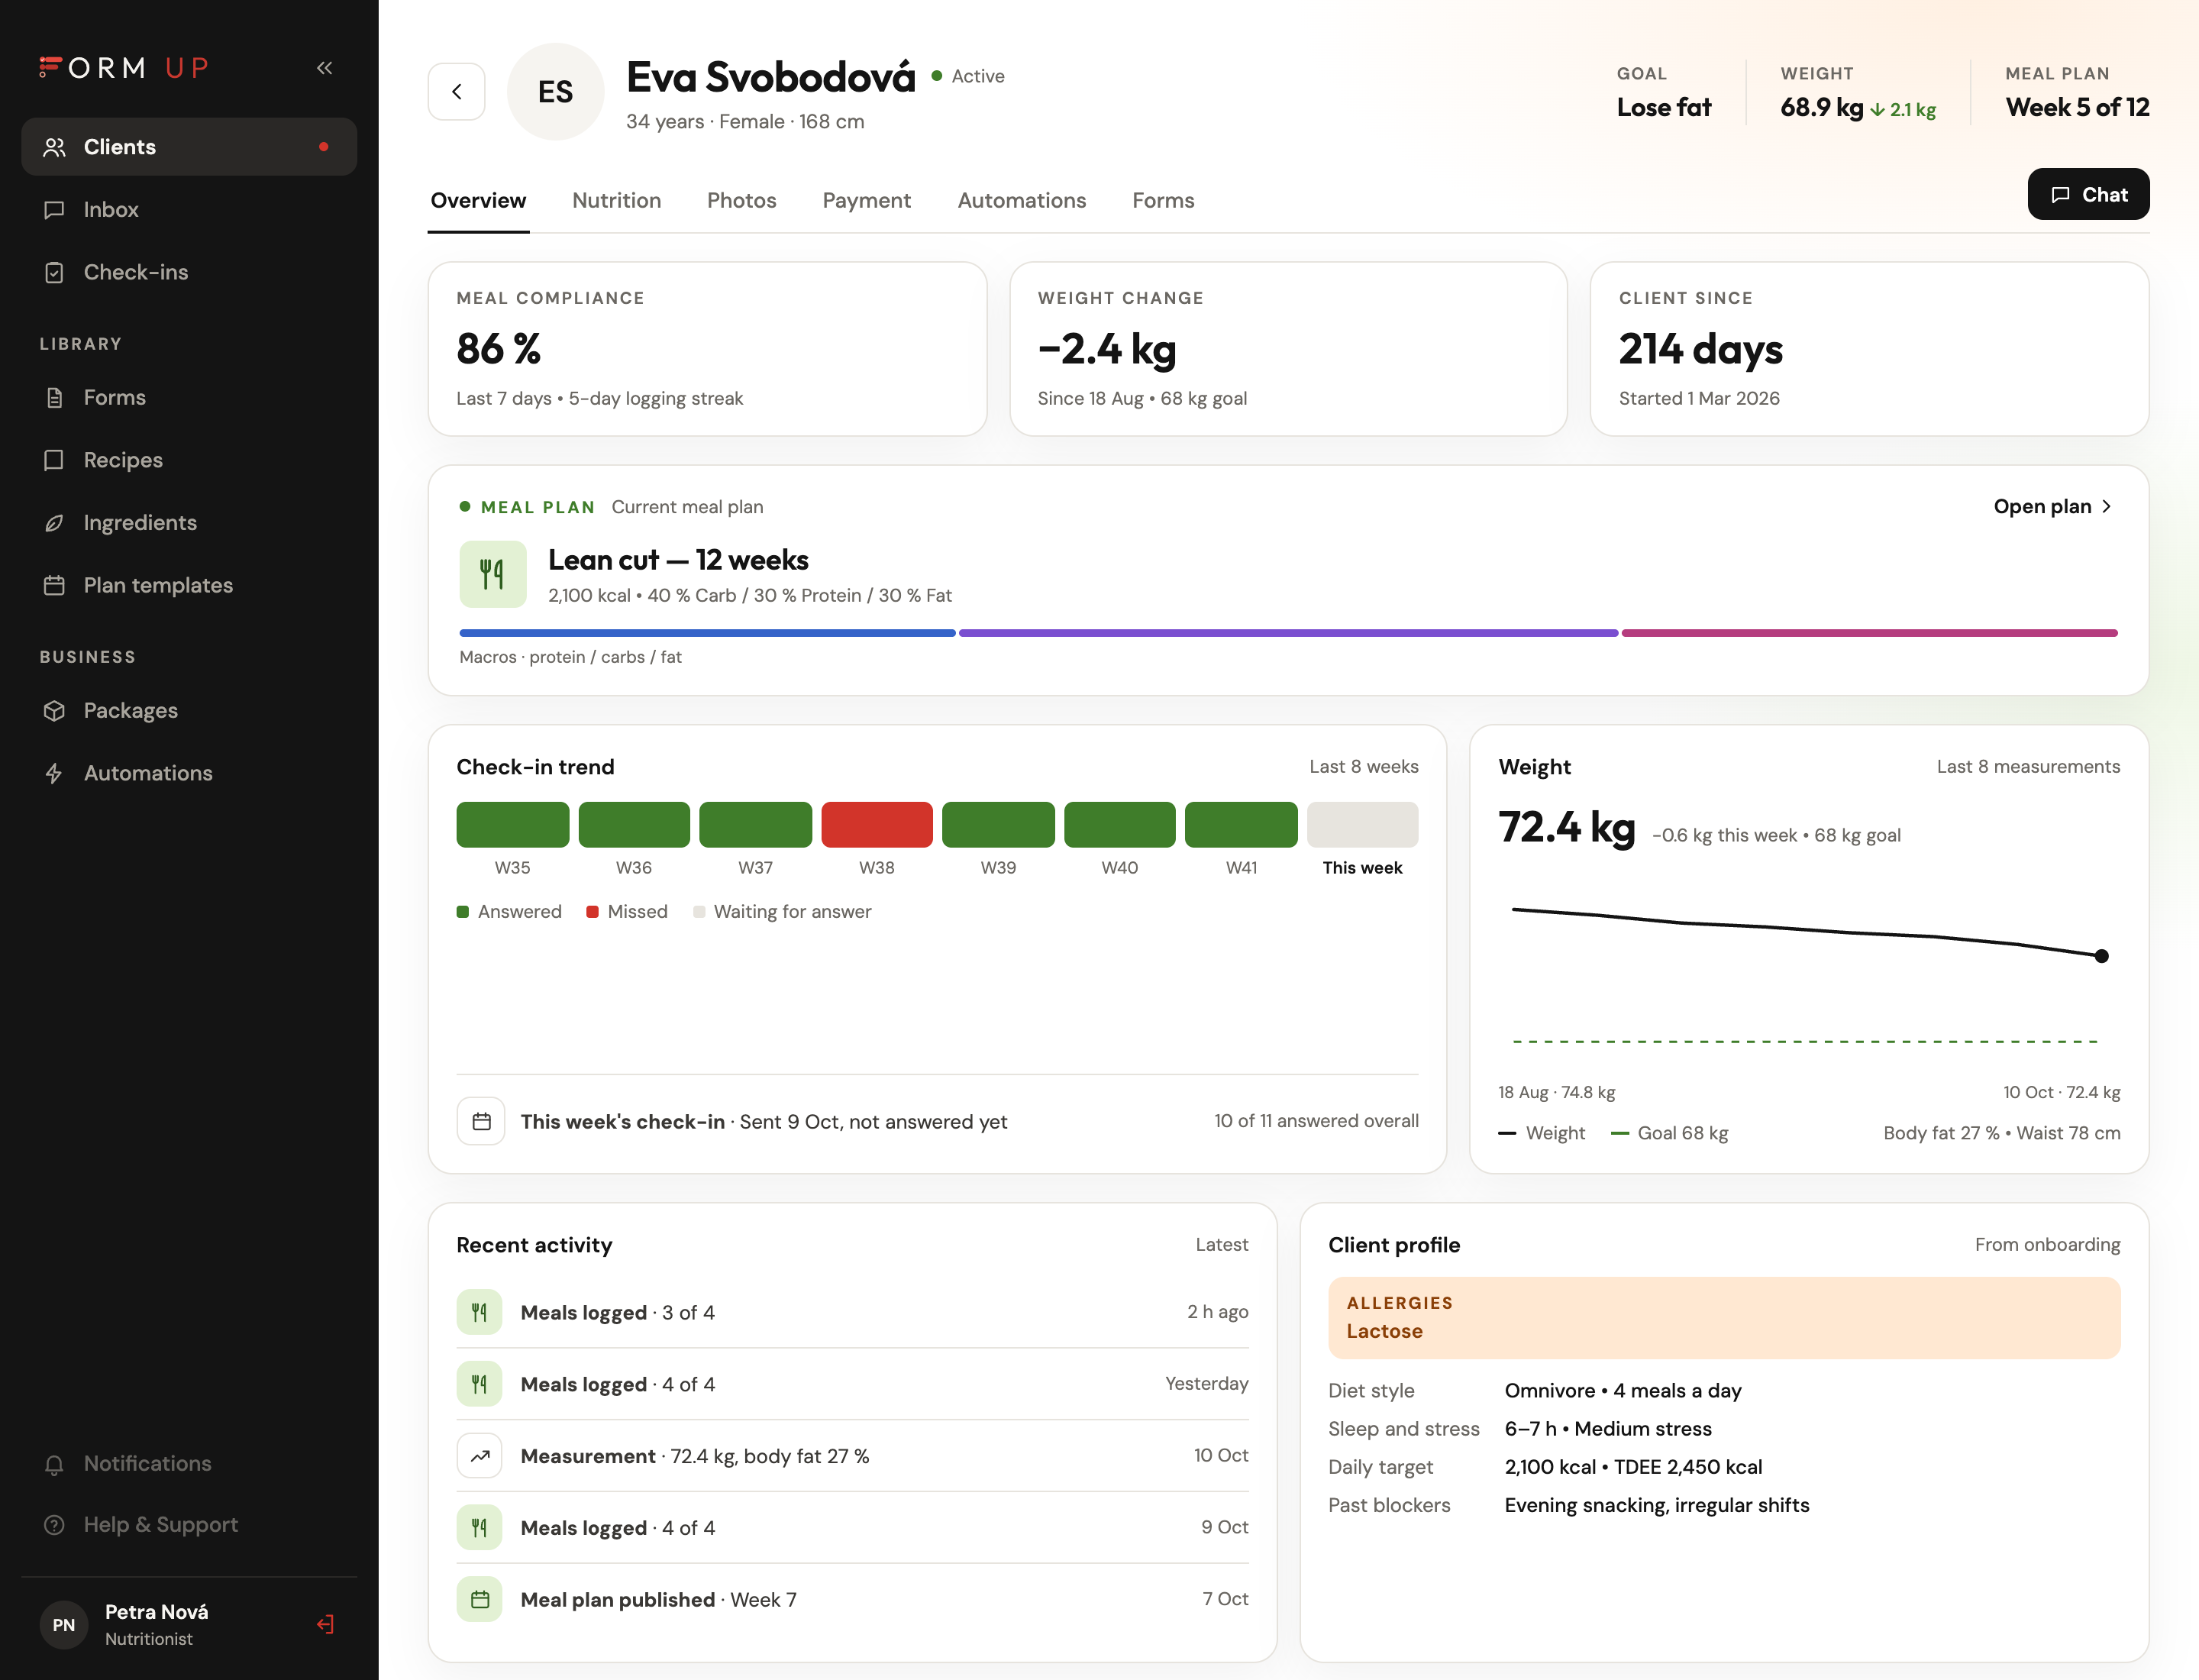 FORM UP
Clients
Inbox
Check-ins
LIBRARY
Forms
Recipes
Ingredients
Plan templates
BUSINESS
Packages
Automations
Notifications
Help & Support
PN
Petra Nová
Nutritionist
ES
Eva Svobodová
Active
34 years · Female · 168 cm
GOAL
Lose fat
WEIGHT
68.9 kg ↓ 2.1 kg
MEAL PLAN
Week 5 of 12
Overview
Nutrition
Photos
Payment
Automations
Forms
Chat
MEAL COMPLIANCE
86 %
Last 7 days • 5-day logging streak
WEIGHT CHANGE
−2.4 kg
Since 18 Aug • 68 kg goal
CLIENT SINCE
214 days
Started 1 Mar 2026
MEAL PLAN Current meal plan
Open plan
Lean cut — 12 weeks
2,100 kcal • 40 % Carb / 30 % Protein / 30 % Fat
Macros · protein / carbs / fat
Check-in trend
Last 8 weeks
W35
W36
W37
W38
W39
W40
W41
This week
Answered
Missed
Waiting for answer
This week's check-in · Sent 9 Oct, not answered yet
10 of 11 answered overall
Weight
Last 8 measurements
72.4 kg -0.6 kg this week • 68 kg goal
18 Aug · 74.8 kg
10 Oct · 72.4 kg
Weight
Goal 68 kg
Body fat 27 % • Waist 78 cm
Recent activity
Latest
Meals logged · 3 of 4
2 h ago
Meals logged · 4 of 4
Yesterday
Measurement · 72.4 kg, body fat 27 %
10 Oct
Meals logged · 4 of 4
9 Oct
Meal plan published · Week 7
7 Oct
Client profile
From onboarding
ALLERGIES
Lactose
Diet style
Omnivore • 4 meals a day
Sleep and stress
6–7 h • Medium stress
Daily target
2,100 kcal • TDEE 2,450 kcal
Past blockers
Evening snacking, irregular shifts